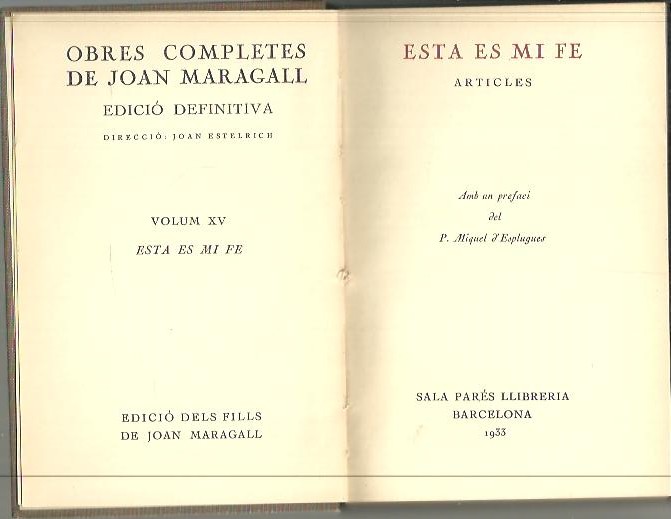 OBRES COMPLETES
DE JOAN MARAGALL
EDICIÓ DEFINITIVA
DIRECCIÓ: JOAN ESTELRICH
VOLUM XV
ESTA ES MI FE
EDICIÓ DELS FILLS
DE JOAN MARAGALL
ESTA ES MI FE
ARTICLES
Amb un prefaci
del
P. Miquel d'Esplugues
SALA PARÉS LLIBRERIA
BARCELONA
1933